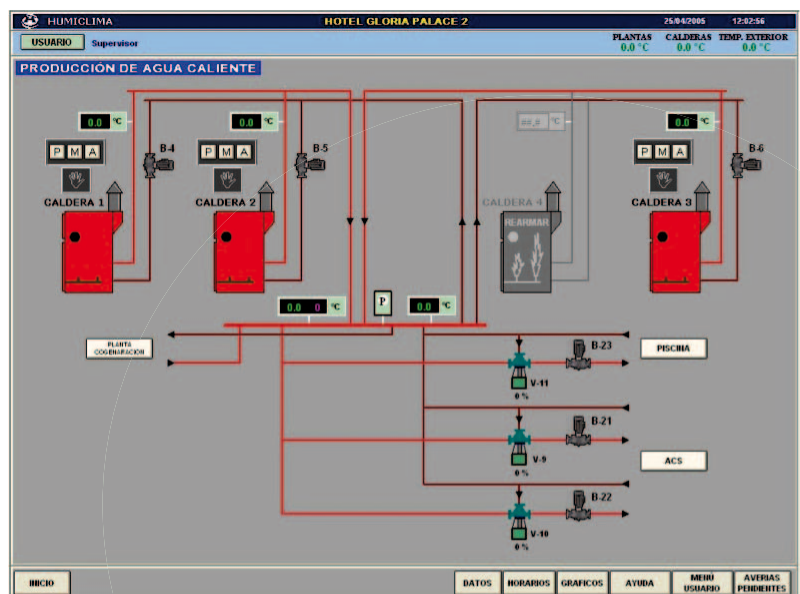 HUMICLIMA
HOTEL GLORIA PALACE 2
25/04/2005 12:02:56
USUARIO Supervisor
PLANTAS CALDERAS TEMP. EXTERIOR
0.0 °C 0.0 °C 0.0 °C
PRODUCCIÓN DE AGUA CALIENTE
0.0 °C
0.0 °C
##.# °C
0.0 °C
P M A
B-4
P M A
B-5
P M A
B-6
CALDERA 1
CALDERA 2
CALDERA 4
CALDERA 3
REARMAR
0.0 0 °C
P
0.0 °C
PLANTA
COGENARACIÓN
B-23
PISCINA
V-11
0 %
B-21
V-9
0 %
ACS
B-22
V-10
0 %
INICIO
DATOS
HORARIOS
GRAFICOS
AYUDA
MENÚ
USUARIO
AVERIAS
PENDIENTES